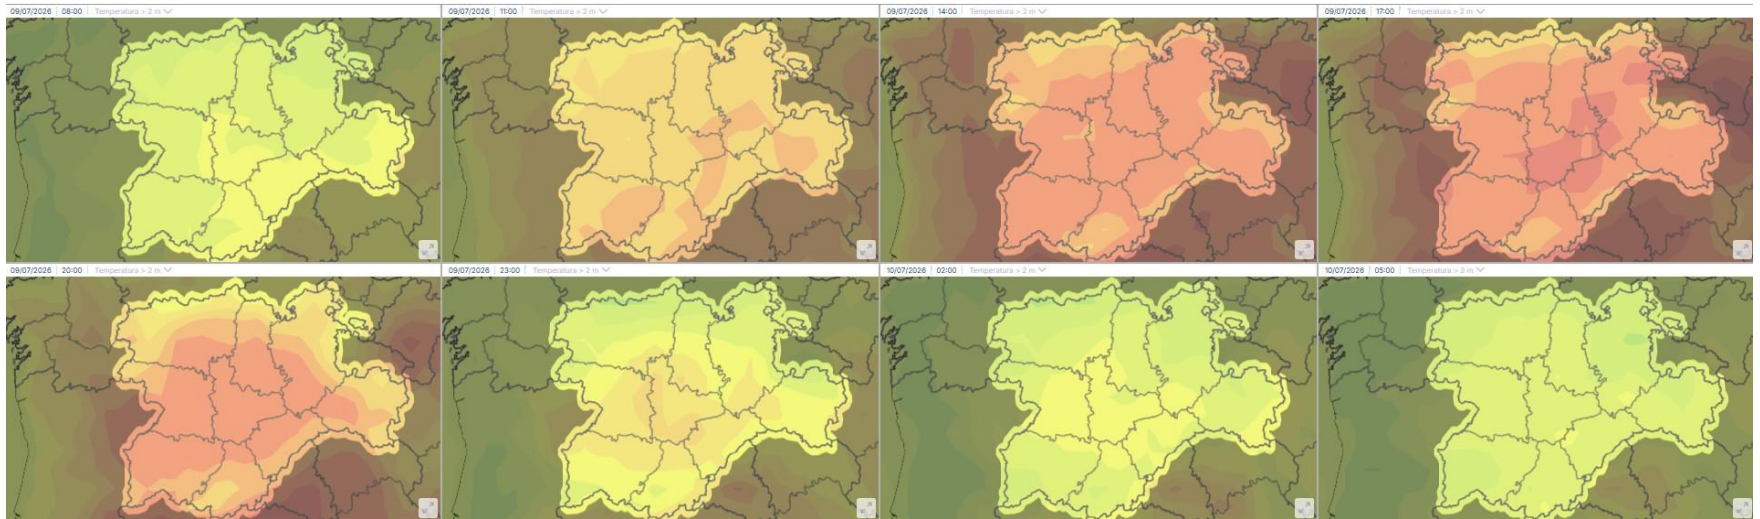 09/07/2026 | 08:00 | Temperatura > 2 m
09/07/2026 | 11:00 | Temperatura > 2 m
09/07/2026 | 14:00 | Temperatura > 2 m
09/07/2026 | 17:00 | Temperatura > 2 m
09/07/2026 | 20:00 | Temperatura > 2 m
09/07/2026 | 23:00 | Temperatura > 2 m
10/07/2026 | 02:00 | Temperatura > 2 m
10/07/2026 | 05:00 | Temperatura > 2 m